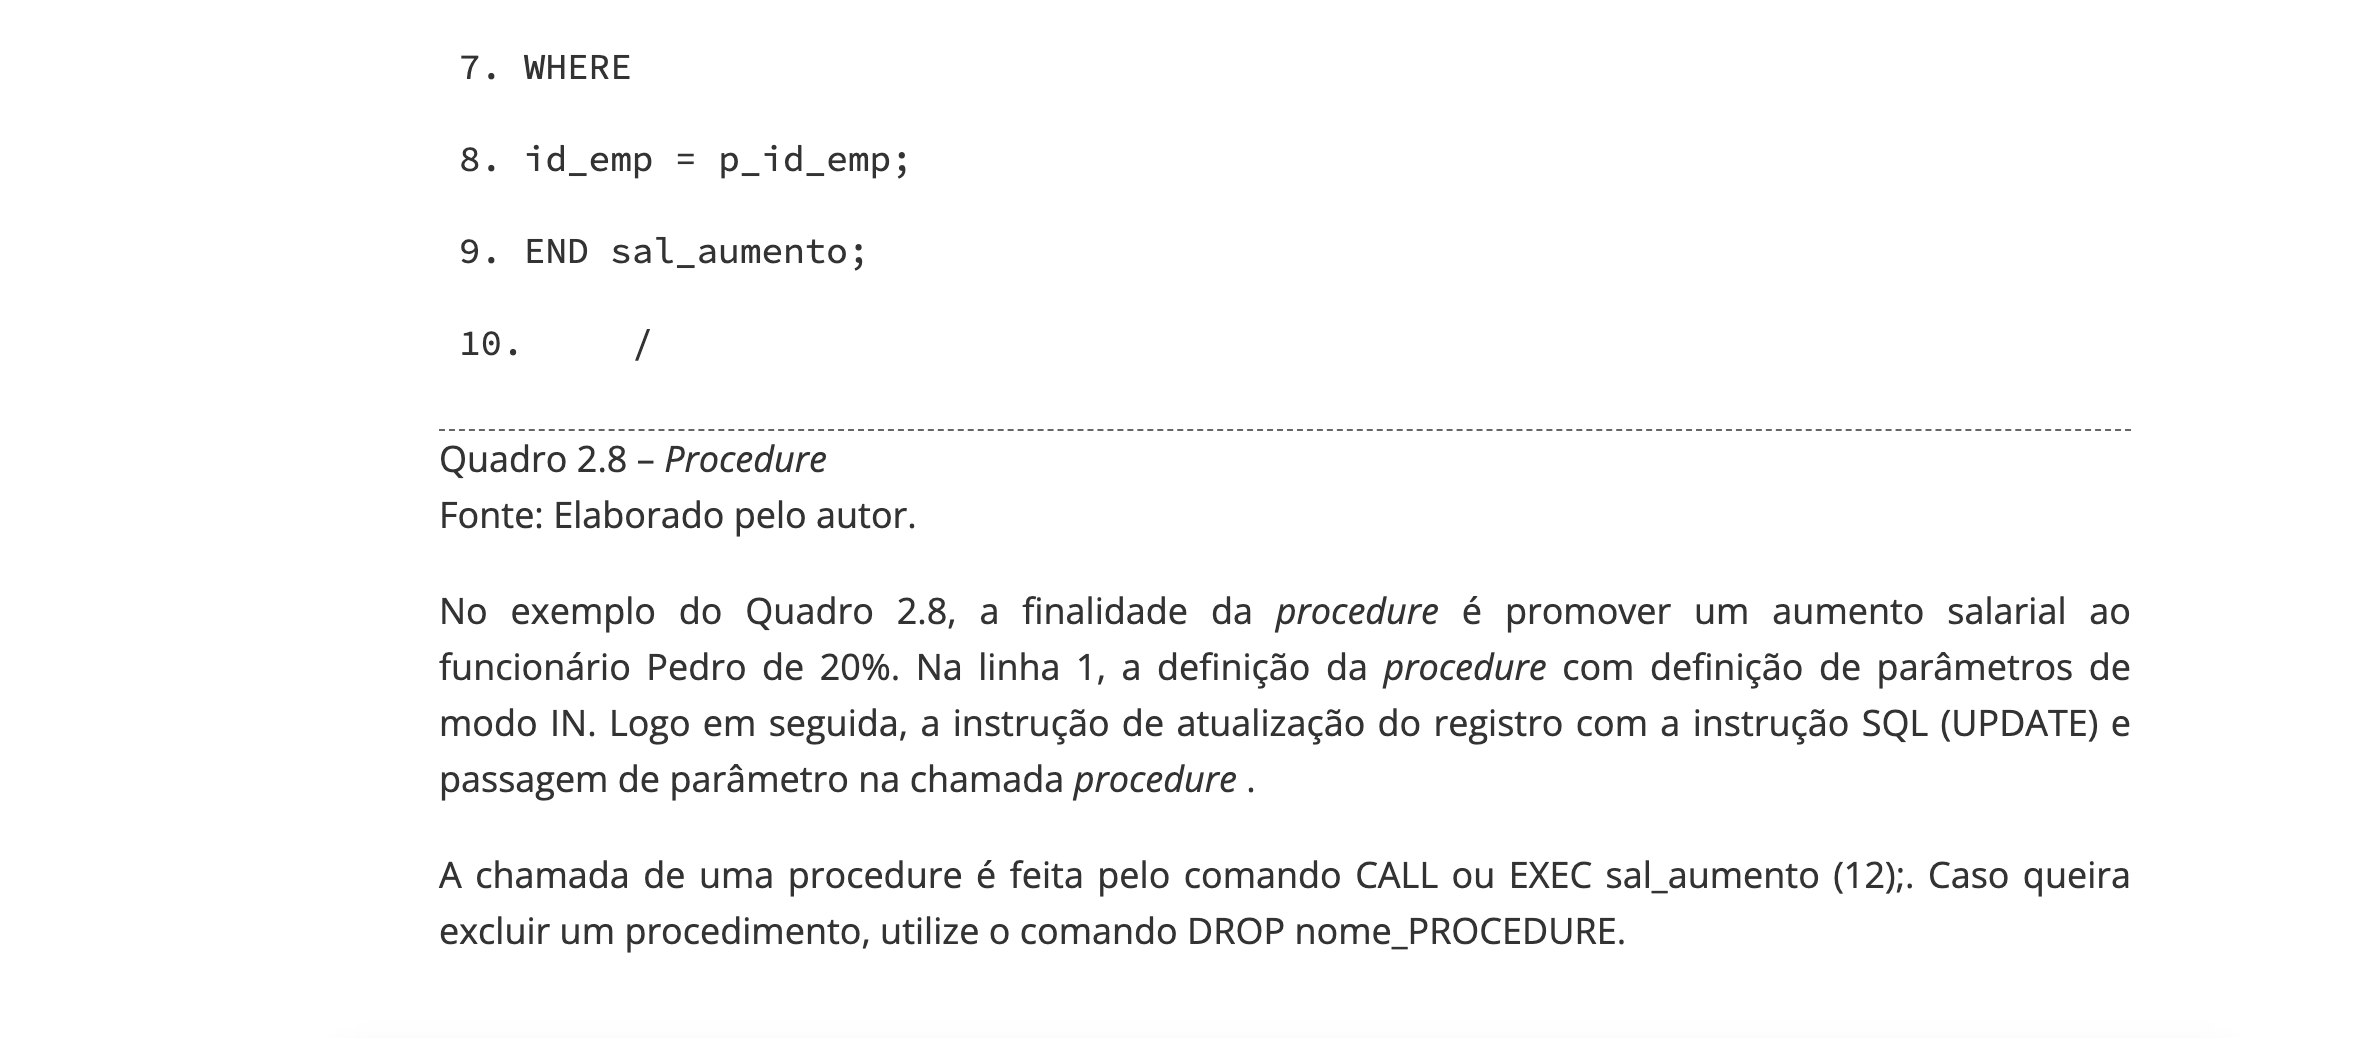 7. WHERE
8. id_emp = p_id_emp;
9. END sal_aumento;
10. /
Quadro 2.8 – Procedure
Fonte: Elaborado pelo autor.
No exemplo do Quadro 2.8, a finalidade da procedure é promover um aumento salarial ao
funcionário Pedro de 20%. Na linha 1, a definição da procedure com definição de parâmetros de
modo IN. Logo em seguida, a instrução de atualização do registro com a instrução SQL (UPDATE) e
passagem de parâmetro na chamada procedure .
A chamada de uma procedure é feita pelo comando CALL ou EXEC sal_aumento (12);. Caso queira
excluir um procedimento, utilize o comando DROP nome_PROCEDURE.